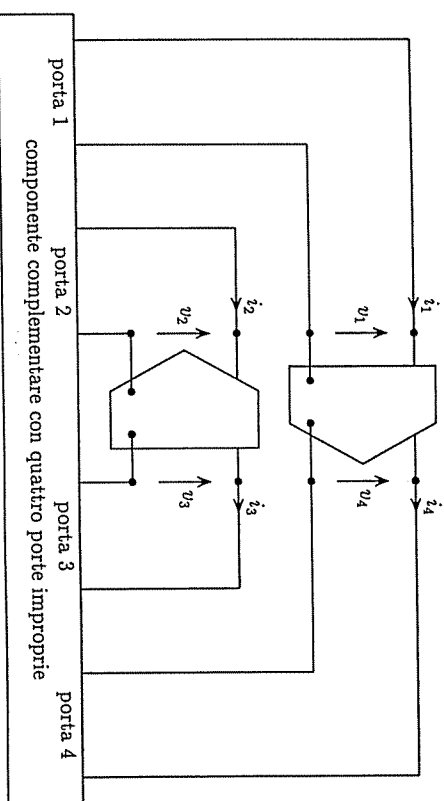 i₁
i₄
v₁
v₄
i₂
i₃
v₂
v₃
porta 1
porta 2
porta 3
porta 4
componente complementare con quattro porte improprie